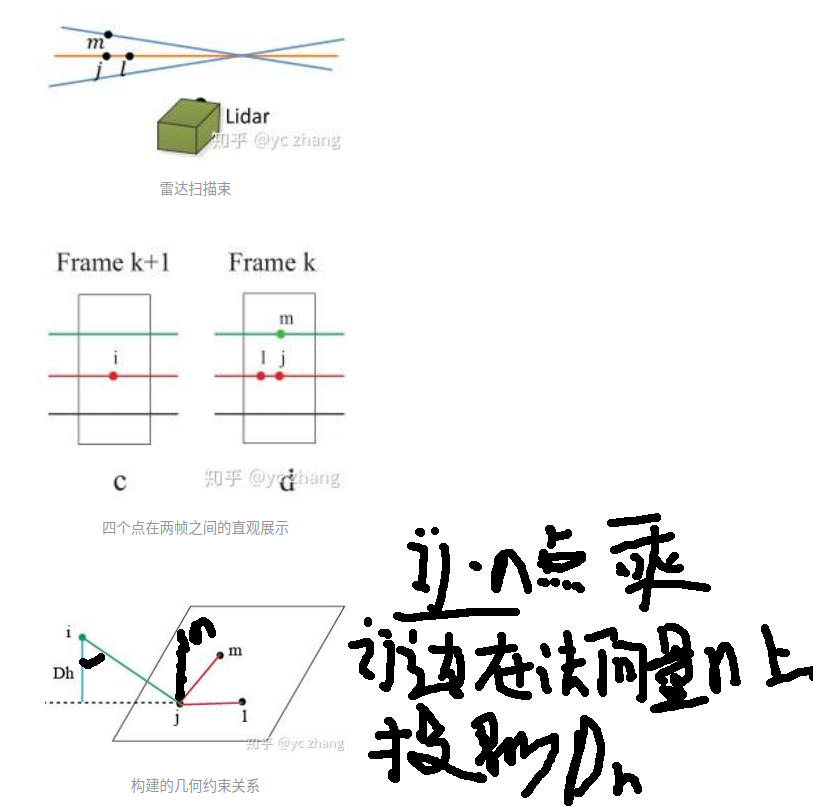 m
j l
Lidar
知乎 @yc zhang
雷达扫描束
Frame k+1 Frame k
m
i l j
c d
知乎 @yc zhang
四个点在两帧之间的直观展示
ij·n点乘
i n m
Dh
ij边在法向量n上
j l
投影Dn
知乎 @yc zhang
构建的几何约束关系